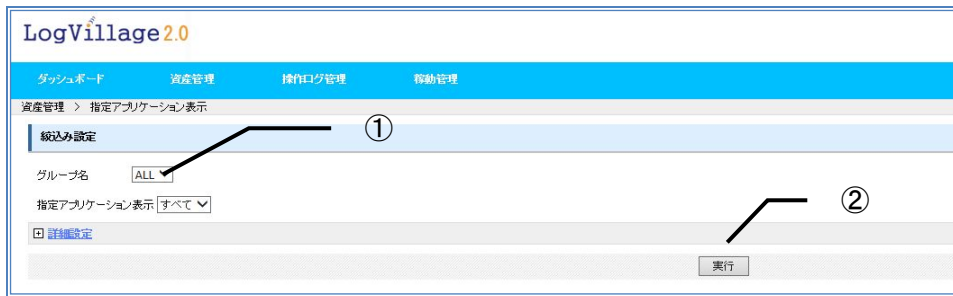 LogVillage 2.0
ダッシュボード 資産管理 操作ログ管理 稼動管理
資産管理 > 指定アプリケーション表示
絞込み設定
①
グループ名 ALL
指定アプリケーション表示 すべて
②
詳細設定
実行